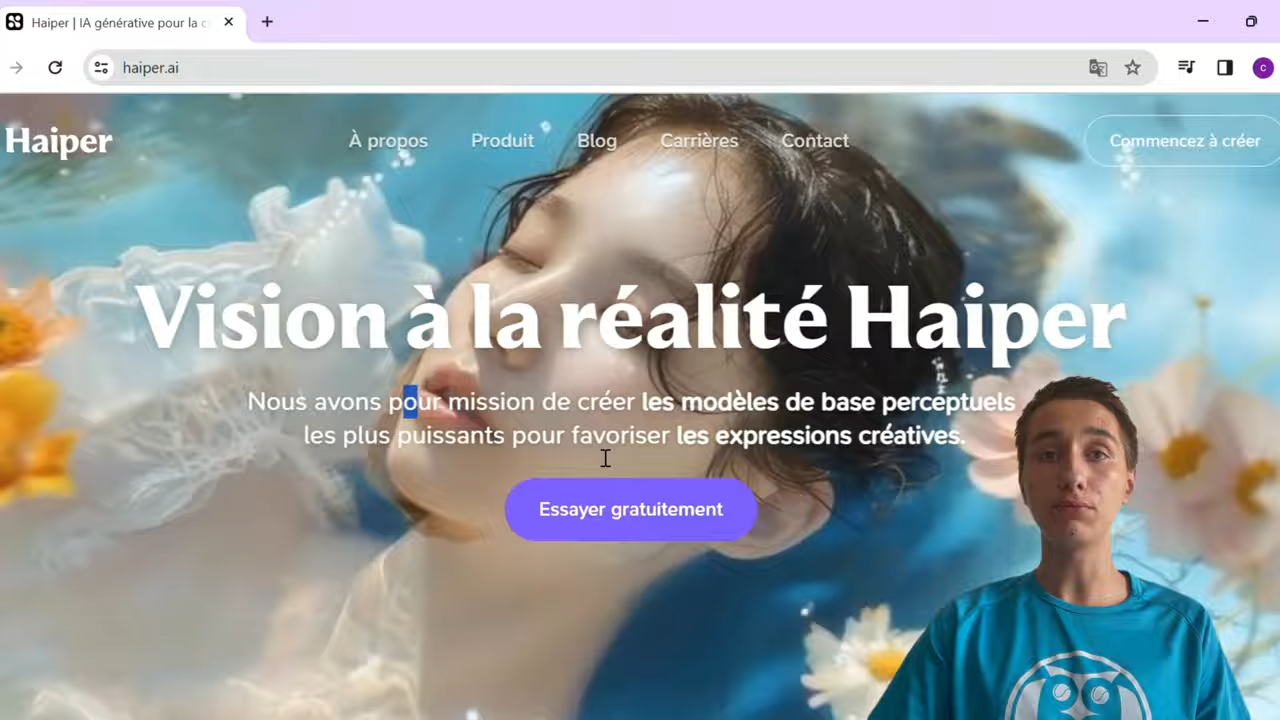 Haiper | IA générative pour la c
haiper.ai
C
Haiper
À propos
Produit
Blog
Carrières
Contact
Commencez à créer
Vision à la réalité Haiper
Nous avons pour mission de créer les modèles de base perceptuels
les plus puissants pour favoriser les expressions créatives.
Essayer gratuitement